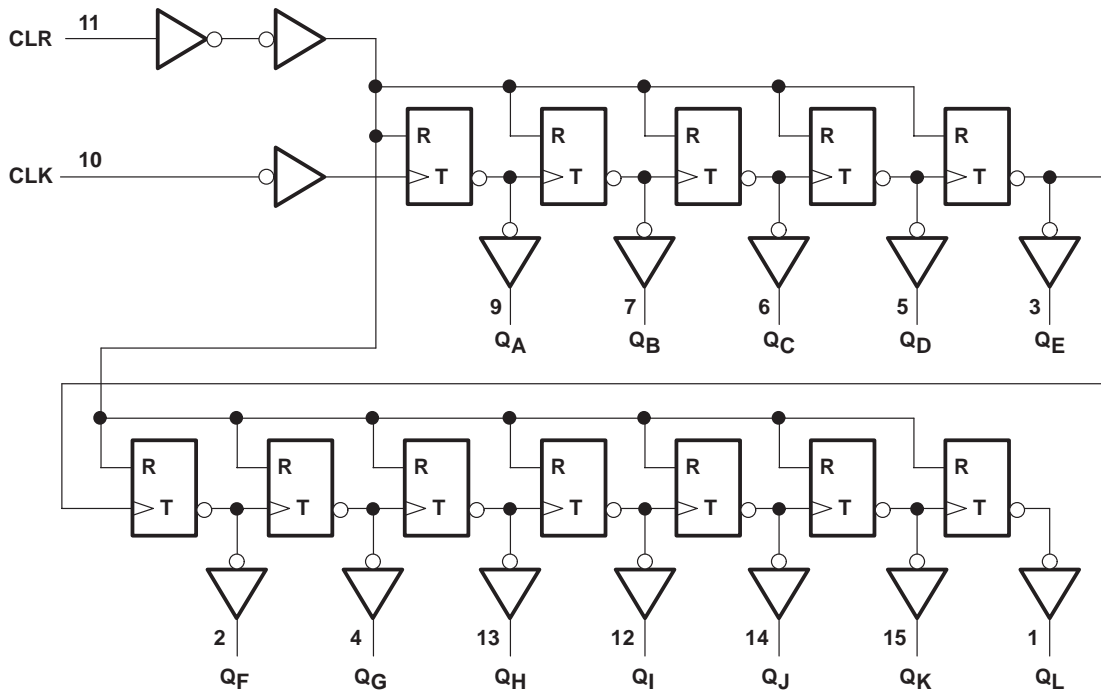 CLR 11
CLK 10
R R R R R
T T T T T
9 7 6 5 3
QA QB QC QD QE
R R R R R R R
T T T T T T T
2 4 13 12 14 15 1
QF QG QH QI QJ QK QL